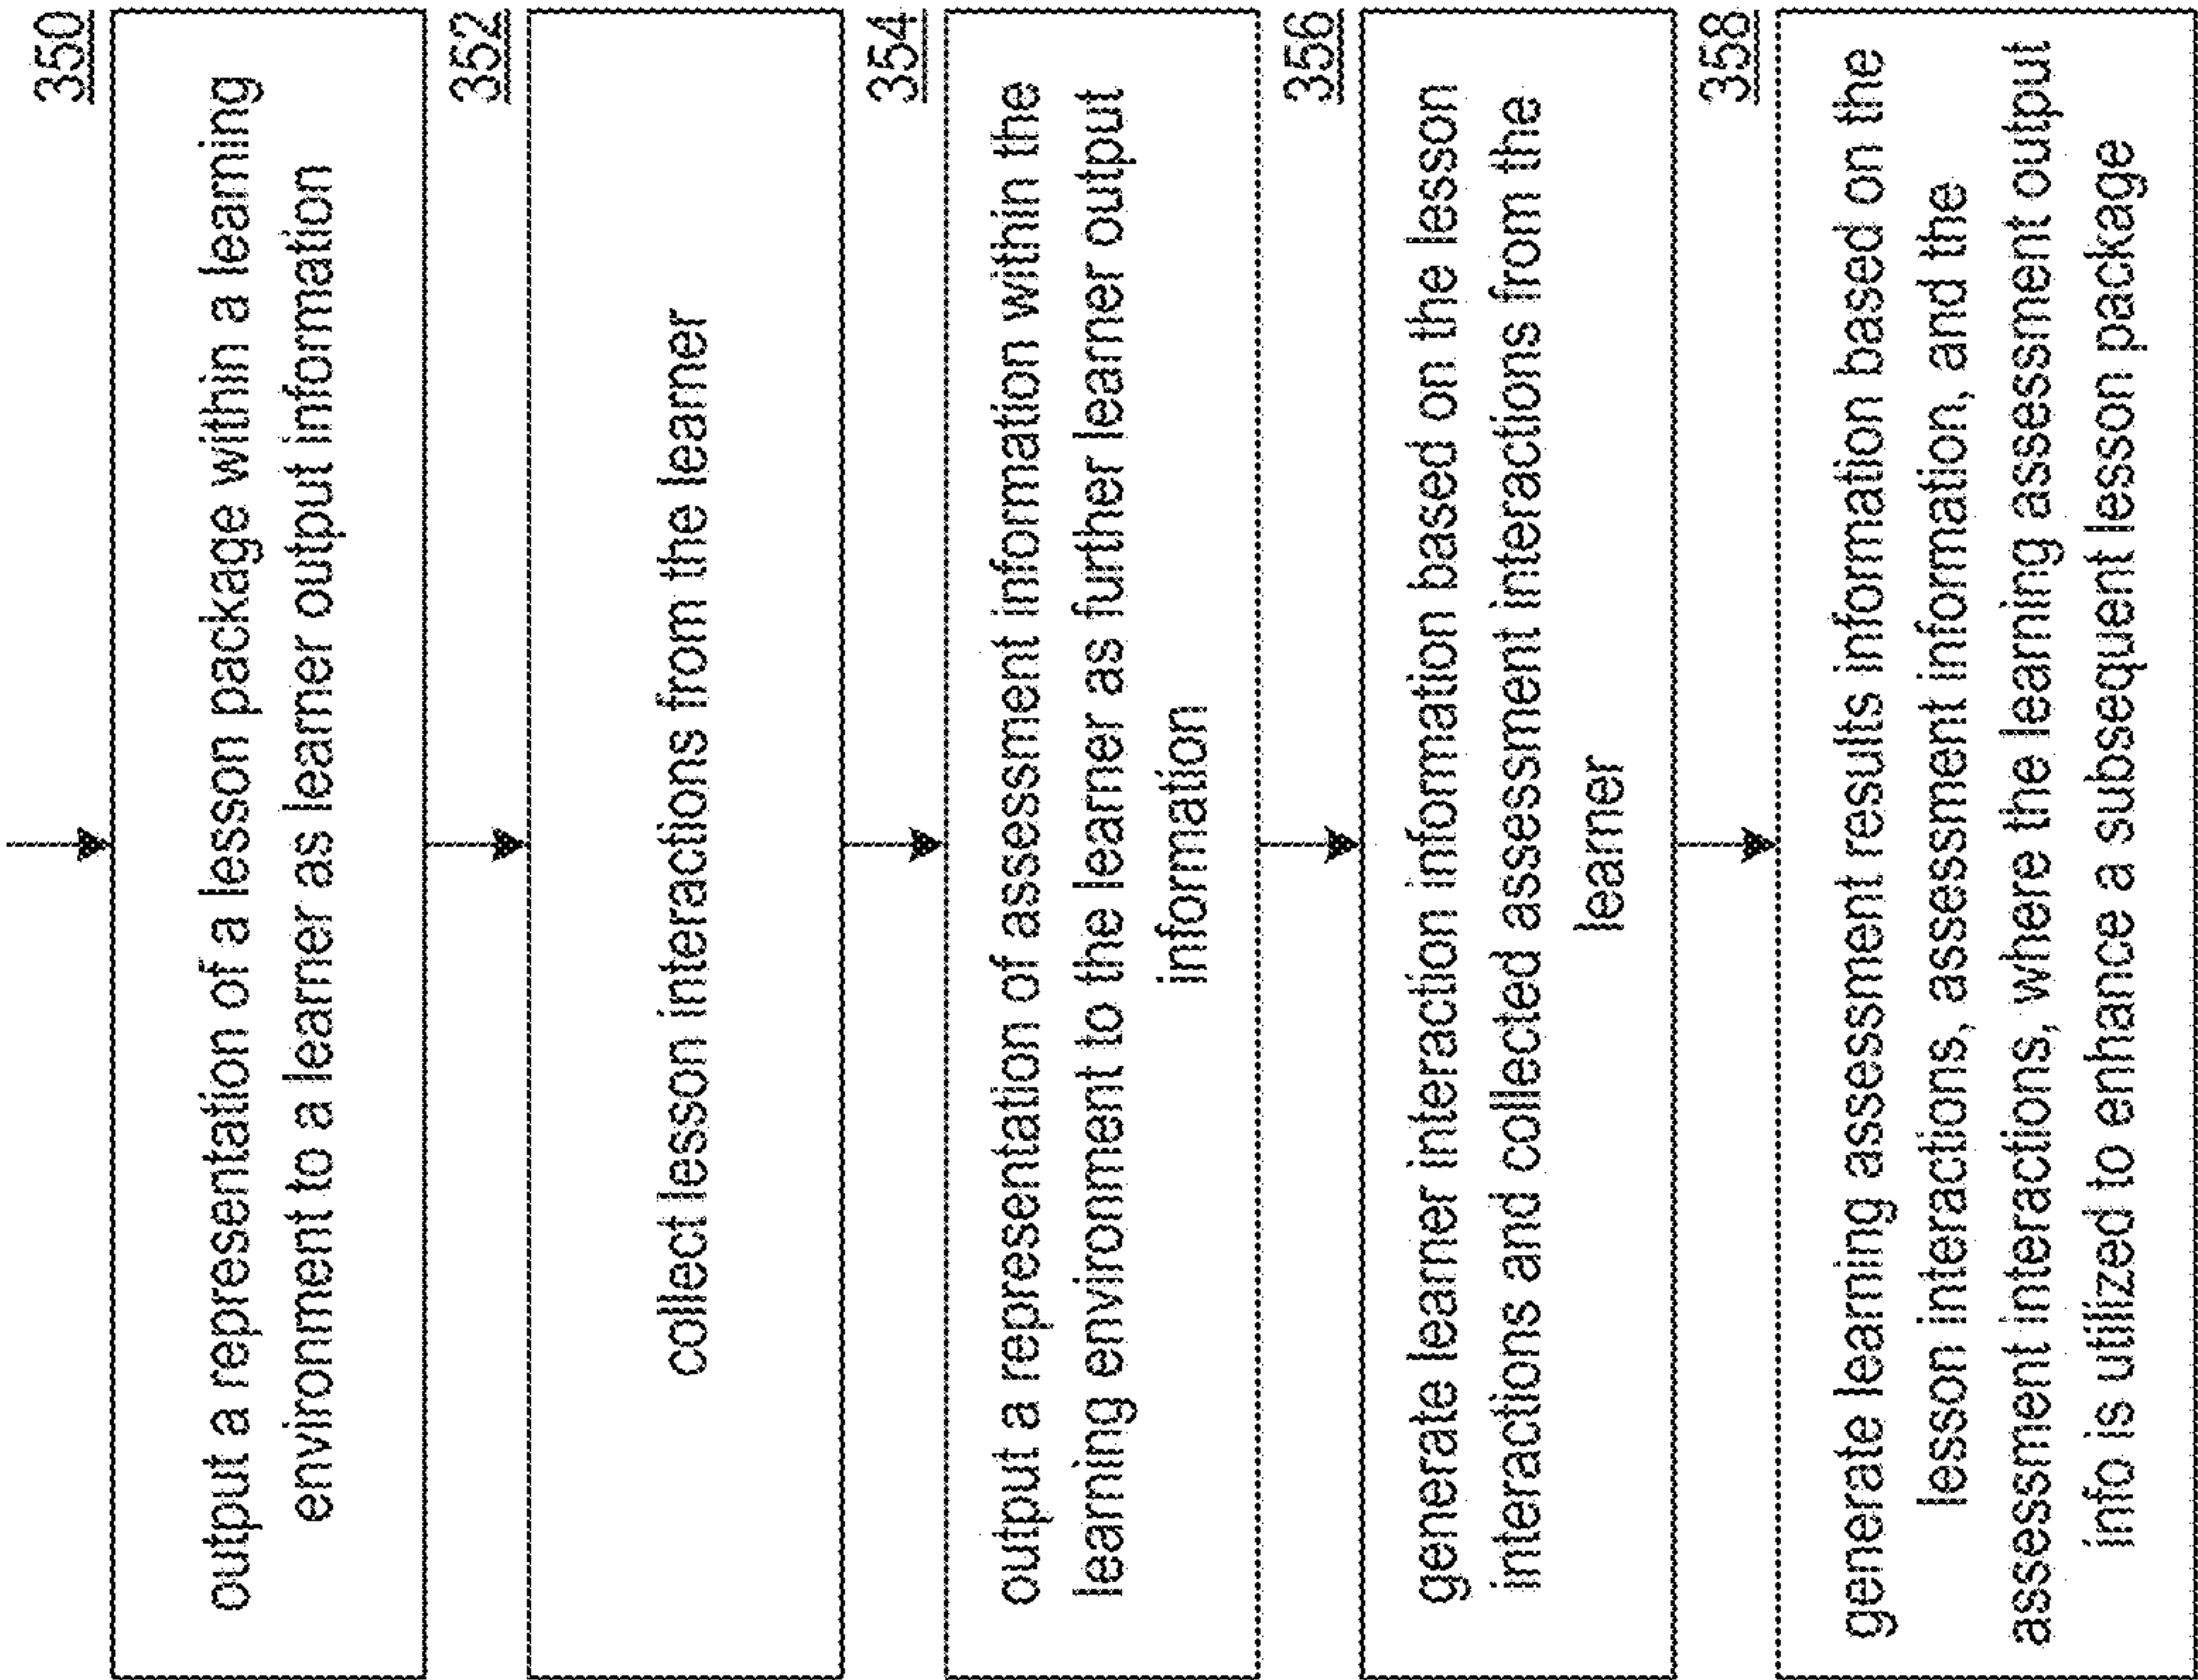 350
output a representation of a lesson package within a learning
environment to a learner as learner output information
352
collect lesson interactions from the learner
354
output a representation of assessment information within the
learning environment to the learner as further learner output
information
356
generate learner interaction information based on the lesson
interactions and collected assessment interactions from the
learner
358
generate learning assessment results information based on the
lesson interactions, assessment information, and the
assessment interactions, where the learning assessment output
info is utilized to enhance a subsequent lesson package